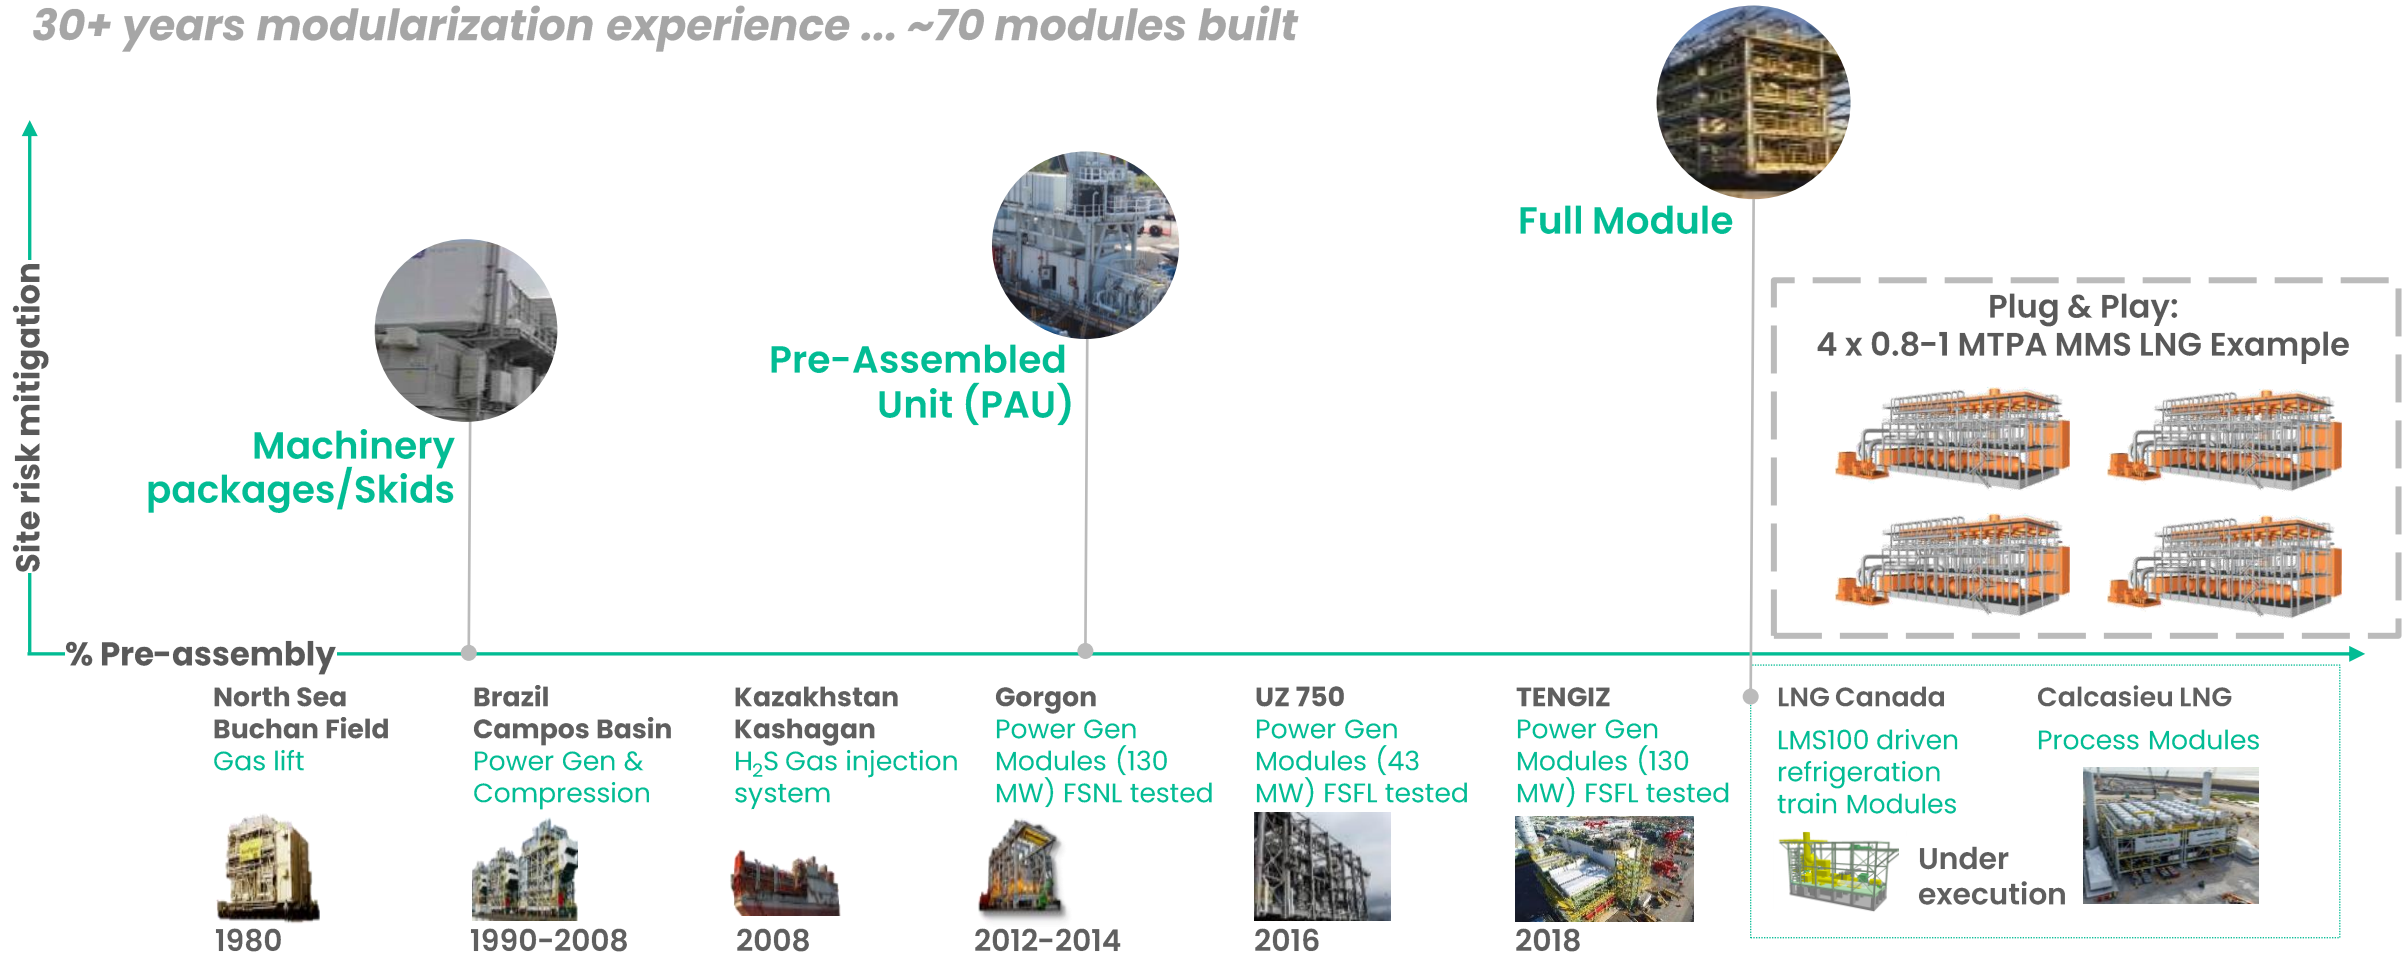 30+ years modularization experience ... ~70 modules built
Site risk mitigation
Machinery
packages/Skids
Pre-Assembled
Unit (PAU)
Full Module
Plug & Play:
4 x 0.8-1 MTPA MMS LNG Example
% Pre-assembly
North Sea
Buchan Field
Gas lift
1980
Brazil
Campos Basin
Power Gen &
Compression
1990-2008
Kazakhstan
Kashagan
H₂S Gas injection
system
2008
Gorgon
Power Gen
Modules (130
MW) FSNL tested
2012-2014
UZ 750
Power Gen
Modules (43
MW) FSFL tested
2016
TENGIZ
Power Gen
Modules (130
MW) FSFL tested
2018
LNG Canada
LMS100 driven
refrigeration
train Modules
Under
execution
Calcasieu LNG
Process Modules